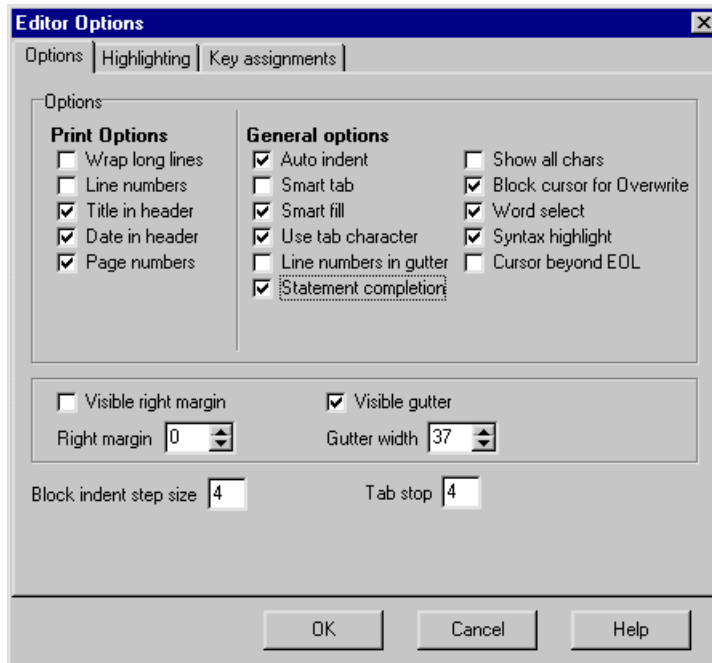 Editor Options
Options Highlighting Key assignments
Options
Print Options
Wrap long lines
Line numbers
Title in header
Date in header
Page numbers
General options
Auto indent
Smart tab
Smart fill
Use tab character
Line numbers in gutter
Statement completion
Show all chars
Block cursor for Overwrite
Word select
Syntax highlight
Cursor beyond EOL
Visible right margin
Visible gutter
Right margin 0
Gutter width 37
Block indent step size 4
Tab stop 4
OK Cancel Help